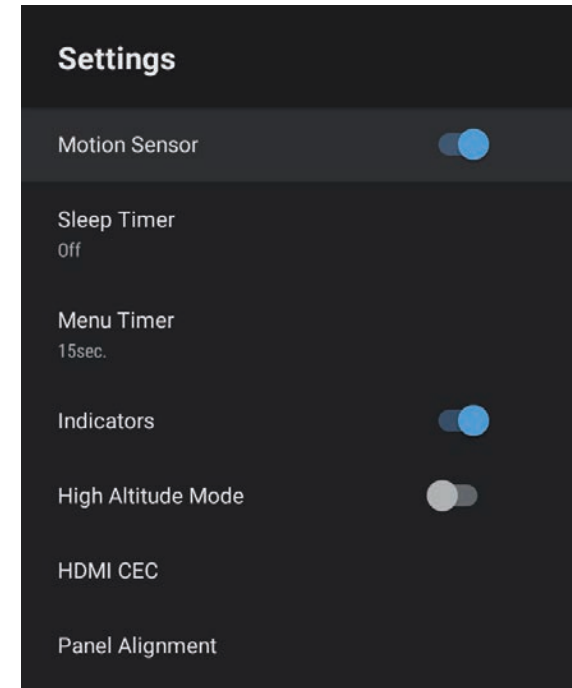 Settings
Motion Sensor
Sleep Timer
Off
Menu Timer
15sec.
Indicators
High Altitude Mode
HDMI CEC
Panel Alignment